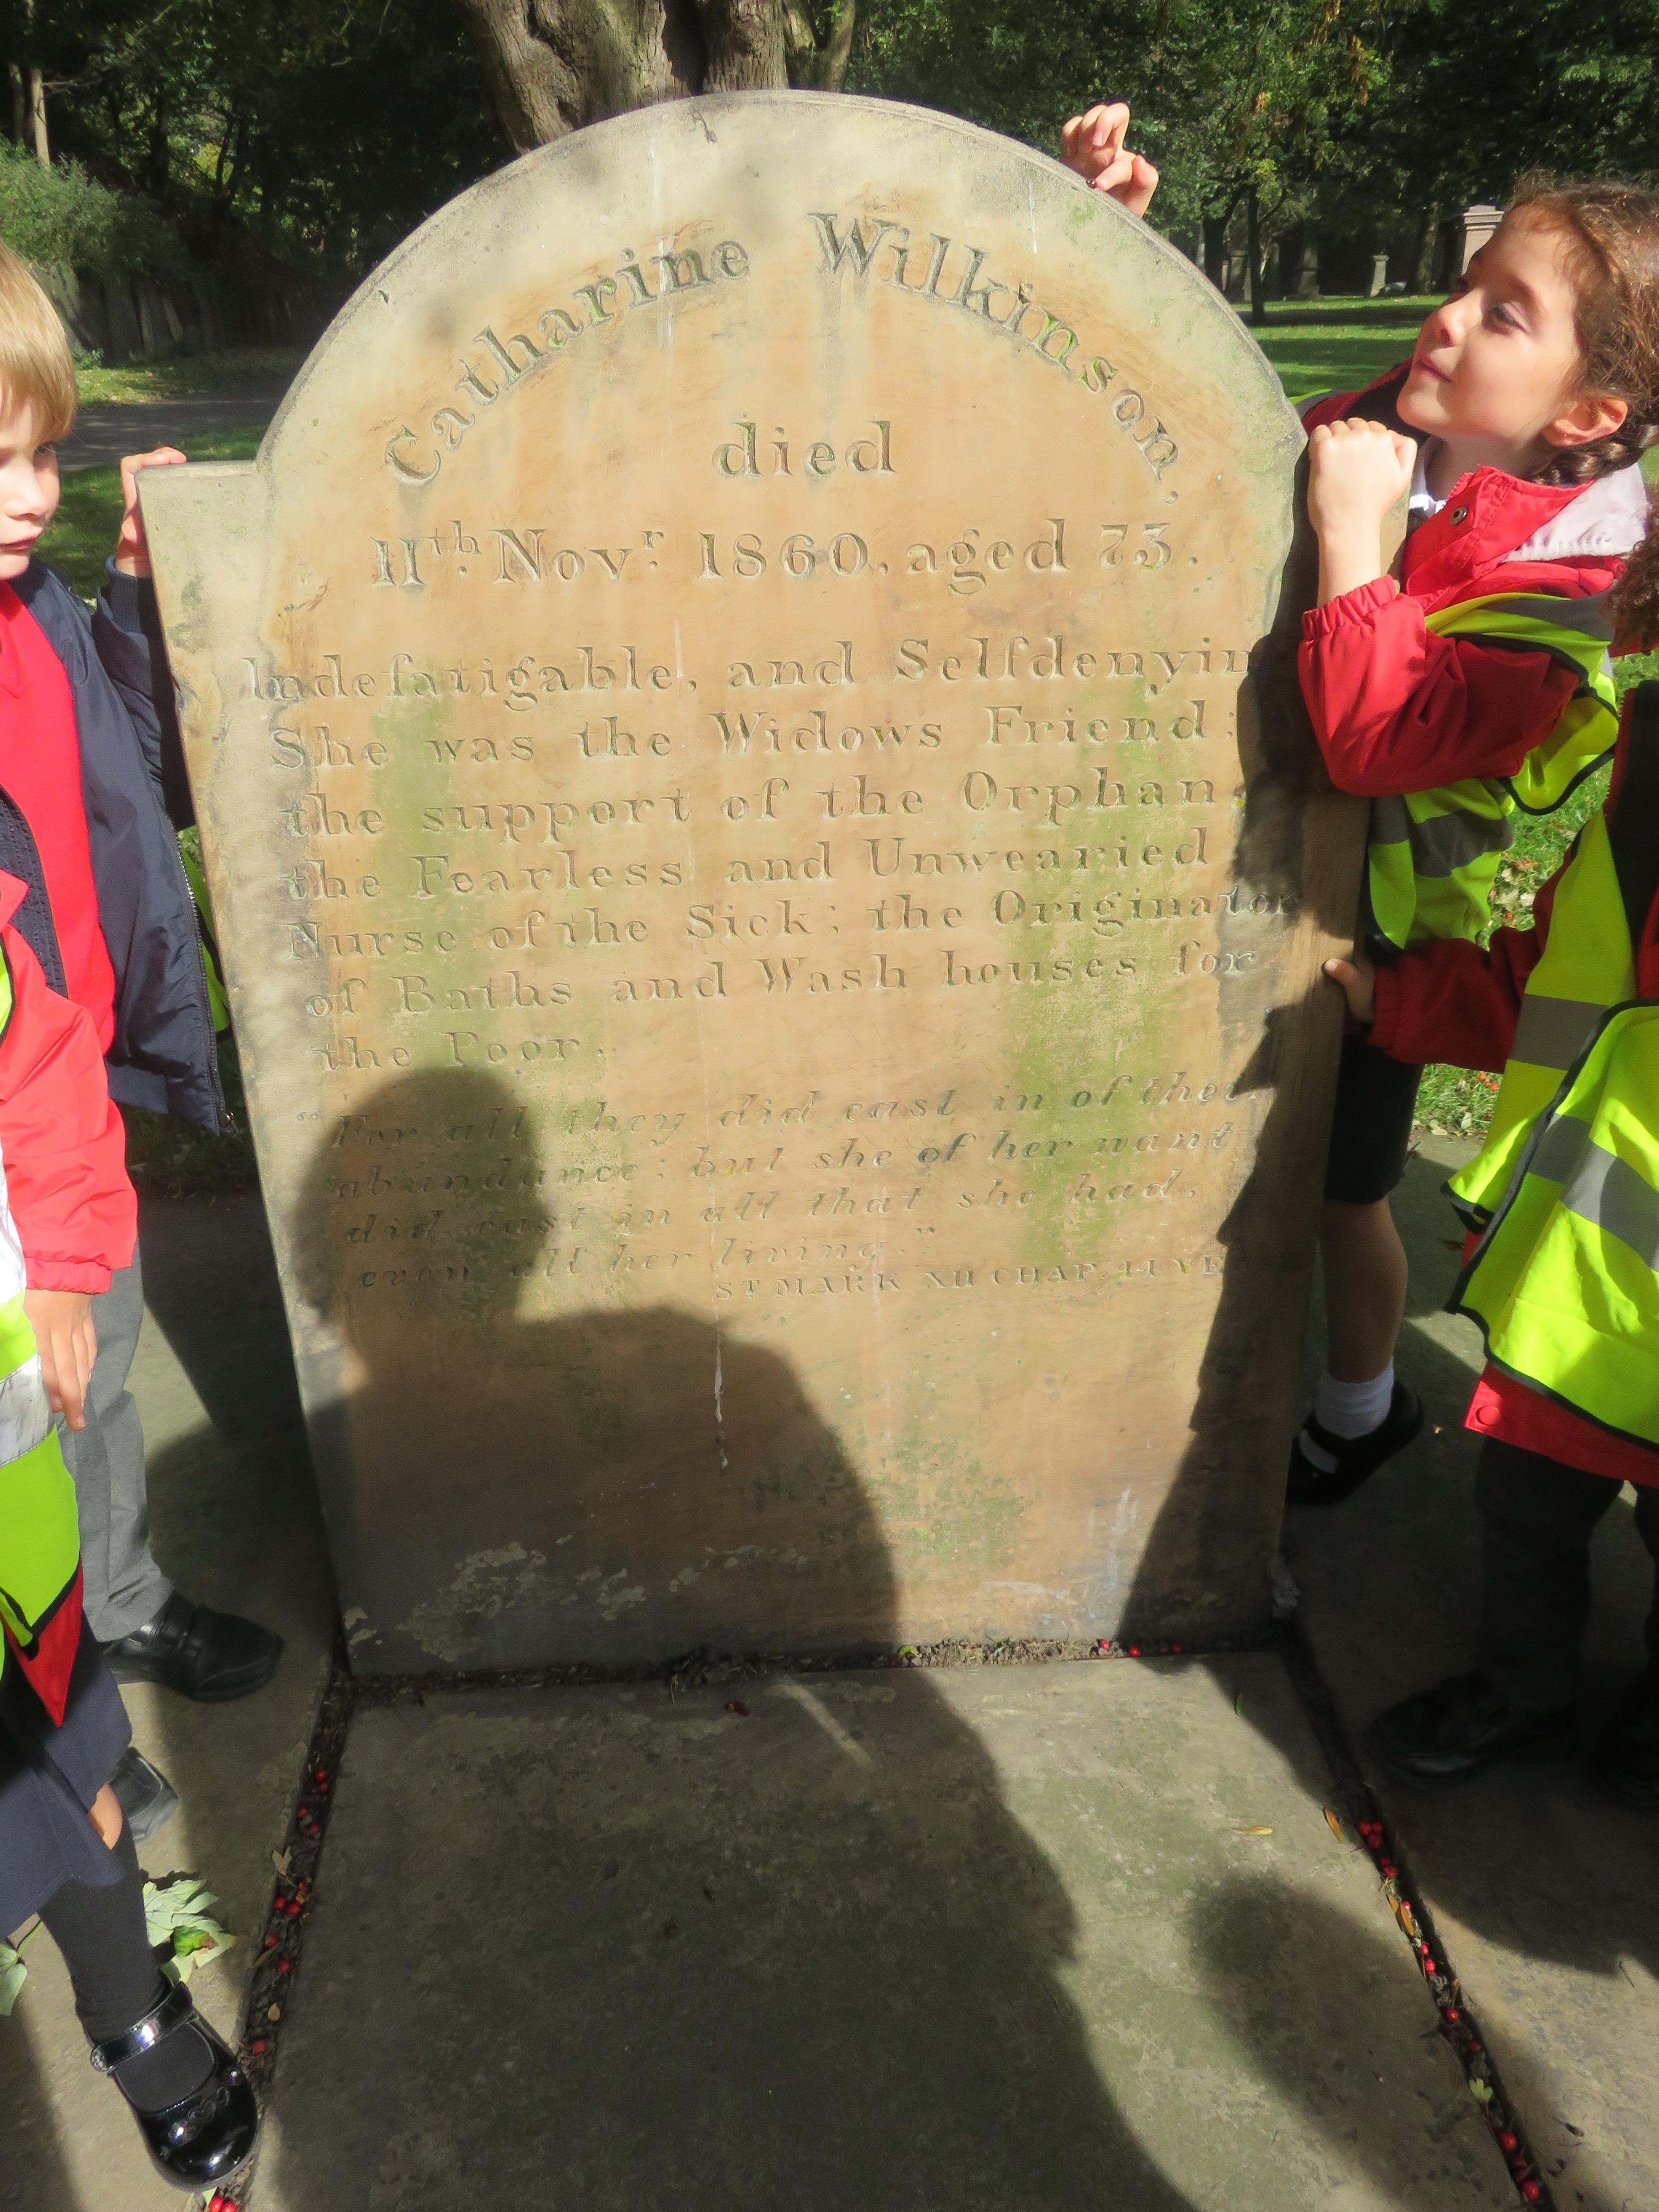 Catharine Wilkinson,
died
11th. Novr. 1860. aged 73.
Indefatigable, and Selfdenyin
She was the Widows Friend;
the support of the Orphan
the Fearless and Unwearied
Nurse of the Sick; the Originator
of Baths and Wash houses for
the Poor.
"For all they did cast in of their
abundance; but she of her want
did cast in all that she had,
even all her living."
ST MARK XII CHAP. 44 VE